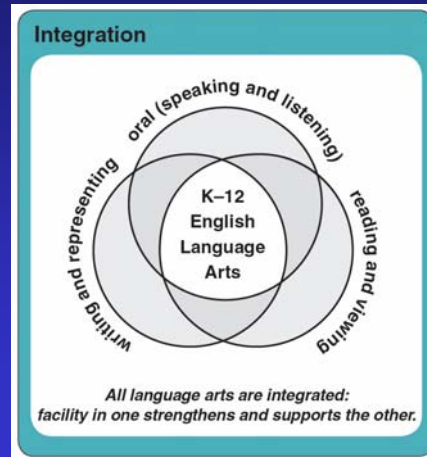 Integration
oral (speaking and listening)
writing and representing
reading and viewing
K–12
English
Language
Arts
All language arts are integrated:
facility in one strengthens and supports the other.